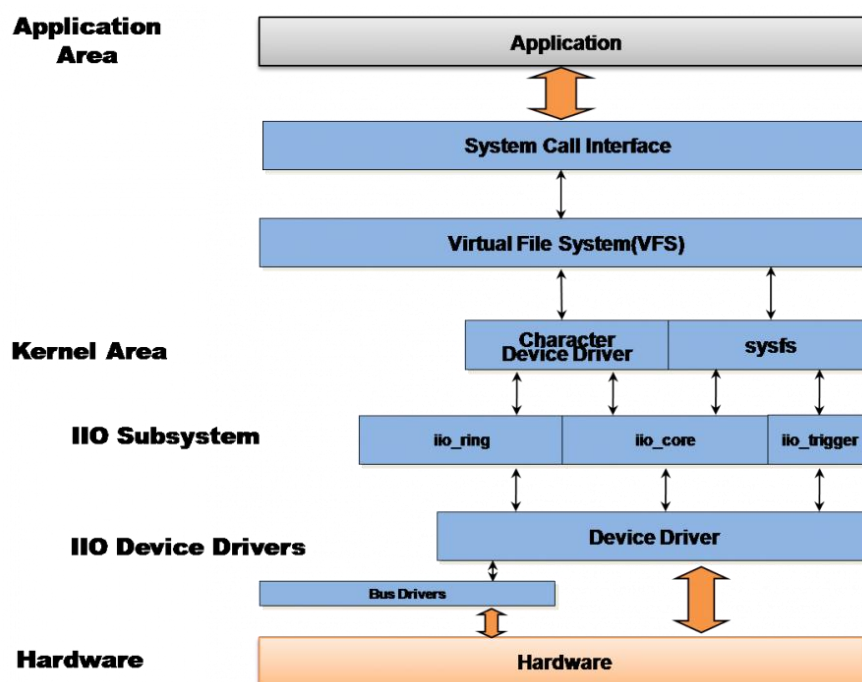 Application
Area
Application
System Call Interface
Virtual File System(VFS)
Kernel Area
Character
Device Driver
sysfs
IIO Subsystem
iio_ring
iio_core
iio_trigger
IIO Device Drivers
Device Driver
Bus Drivers
Hardware
Hardware